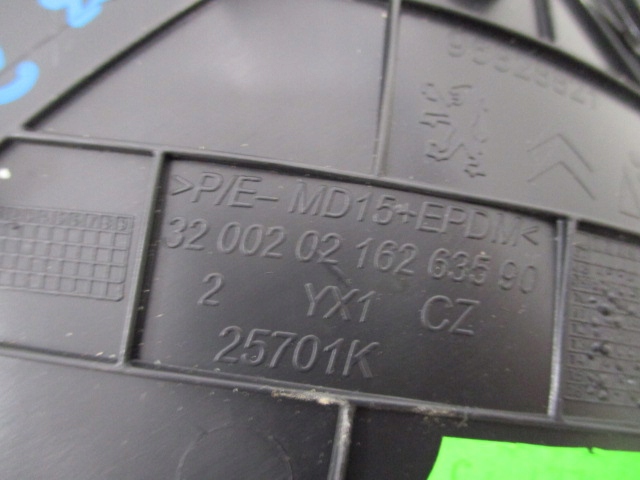 >P/E- MD15+EPDM<
32 002 02 162 635 90
2 YX1 CZ
25701K